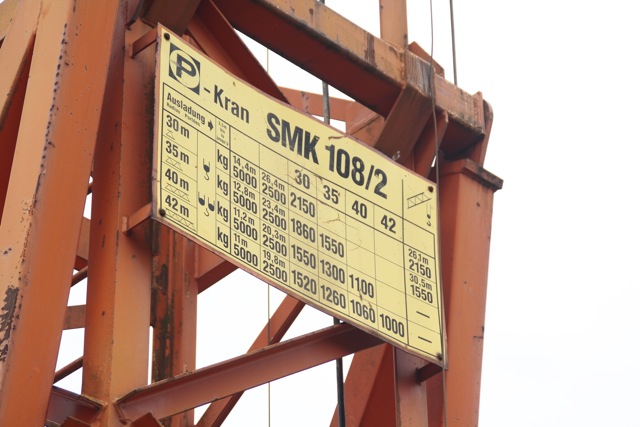 P-Kran SMK 108/2
Ausladung 30 35 40 42
30 m kg 14,4m 5000 26,4m 2500 2150 26,1m 2150
35 m kg 12,8m 5000 23,4m 2500 1860 1550 30,5m 1550
40 m kg 11,2m 5000 20,3m 2500 1550 1300 1100 —
42 m kg 11m 5000 19,8m 2500 1520 1260 1060 1000 —